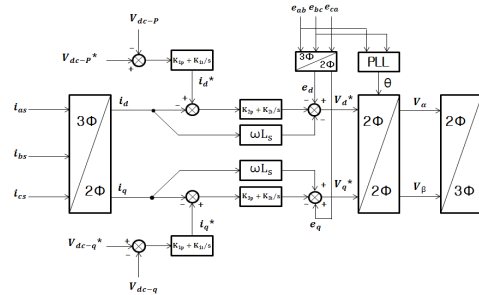 V_dc-P
e_ab e_bc e_ca
V_dc-P*
K_1p + K_1i/s
3Φ
2Φ
PLL
i_d*
e_d
θ
i_as
3Φ
i_d
K_2p + K_2i/s
V_d*
2Φ
V_α
2Φ
ωL_s
i_bs
ωL_s
i_cs
2Φ
i_q
K_2p + K_2i/s
V_q*
2Φ
V_β
3Φ
i_q*
e_q
V_dc-q*
K_1p + K_1i/s
V_dc-q